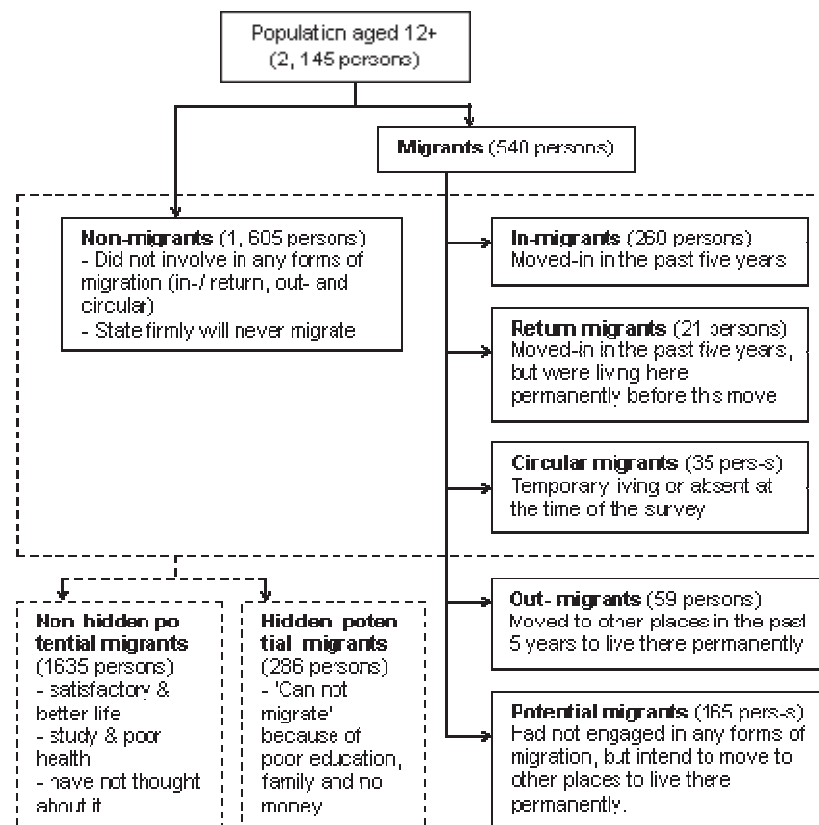 Population aged 12+
(2, 145 persons)
Migrants (540 persons)
Non-migrants (1, 605 persons)
- Did not involve in any forms of
migration (in-/ return, out- and
circular)
- State firmly will never migrate
In-migrants (260 persons)
Moved-in in the past five years
Return migrants (21 persons)
Moved-in in the past five years,
but were living here
permanently before this move
Circular migrants (35 pers-s)
Temporary living or absent at
the time of the survey
Out- migrants (59 persons)
Moved to other places in the past
5 years to live there permanently
Potential migrants (165 pers-s)
Had not engaged in any forms of
migration, but intend to move to
other places to live there
permanently.
Non hidden po
tential migrants
(1635 persons)
- satisfactory &
better life
- study & poor
health
- have not thought
about it
Hidden poten
tial migrants
(286 persons)
- 'Can not
migrate'
because of
poor education,
family and no
money